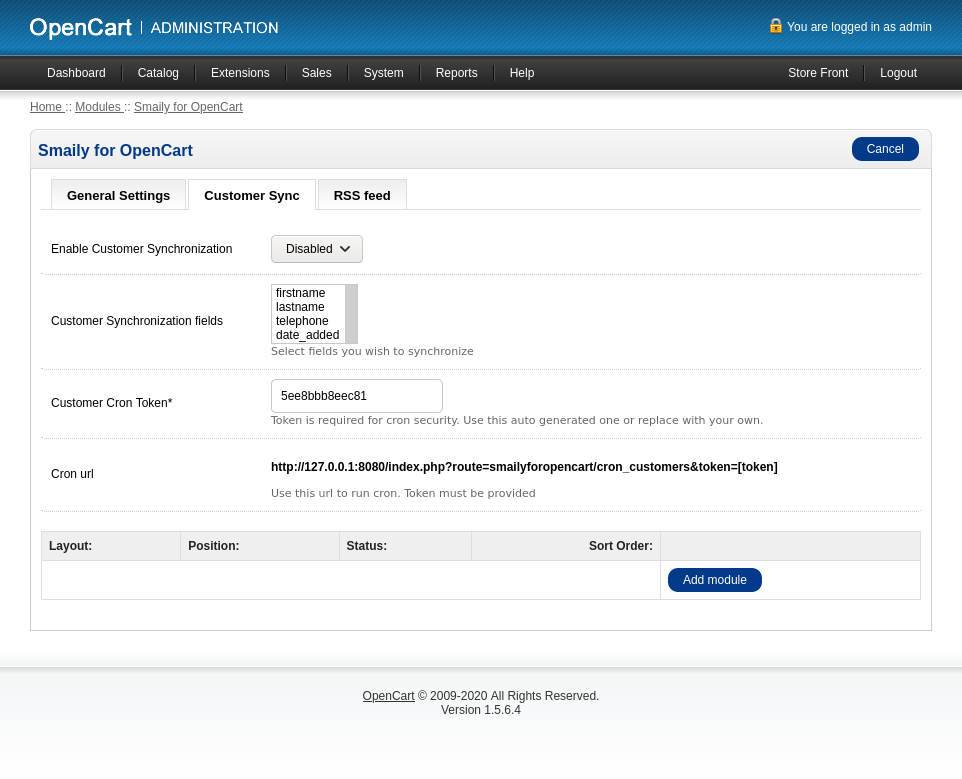 OpenCart | ADMINISTRATION
You are logged in as admin
Dashboard Catalog Extensions Sales System Reports Help Store Front Logout
Home :: Modules :: Smaily for OpenCart
Smaily for OpenCart
Cancel
General Settings Customer Sync RSS feed
Enable Customer Synchronization Disabled
Customer Synchronization fields
firstname
lastname
telephone
date_added
Select fields you wish to synchronize
Customer Cron Token* 5ee8bbb8eec81
Token is required for cron security. Use this auto generated one or replace with your own.
Cron url
http://127.0.0.1:8080/index.php?route=smailyforopencart/cron_customers&token=[token]
Use this url to run cron. Token must be provided
Layout: Position: Status: Sort Order:
Add module
OpenCart © 2009-2020 All Rights Reserved.
Version 1.5.6.4